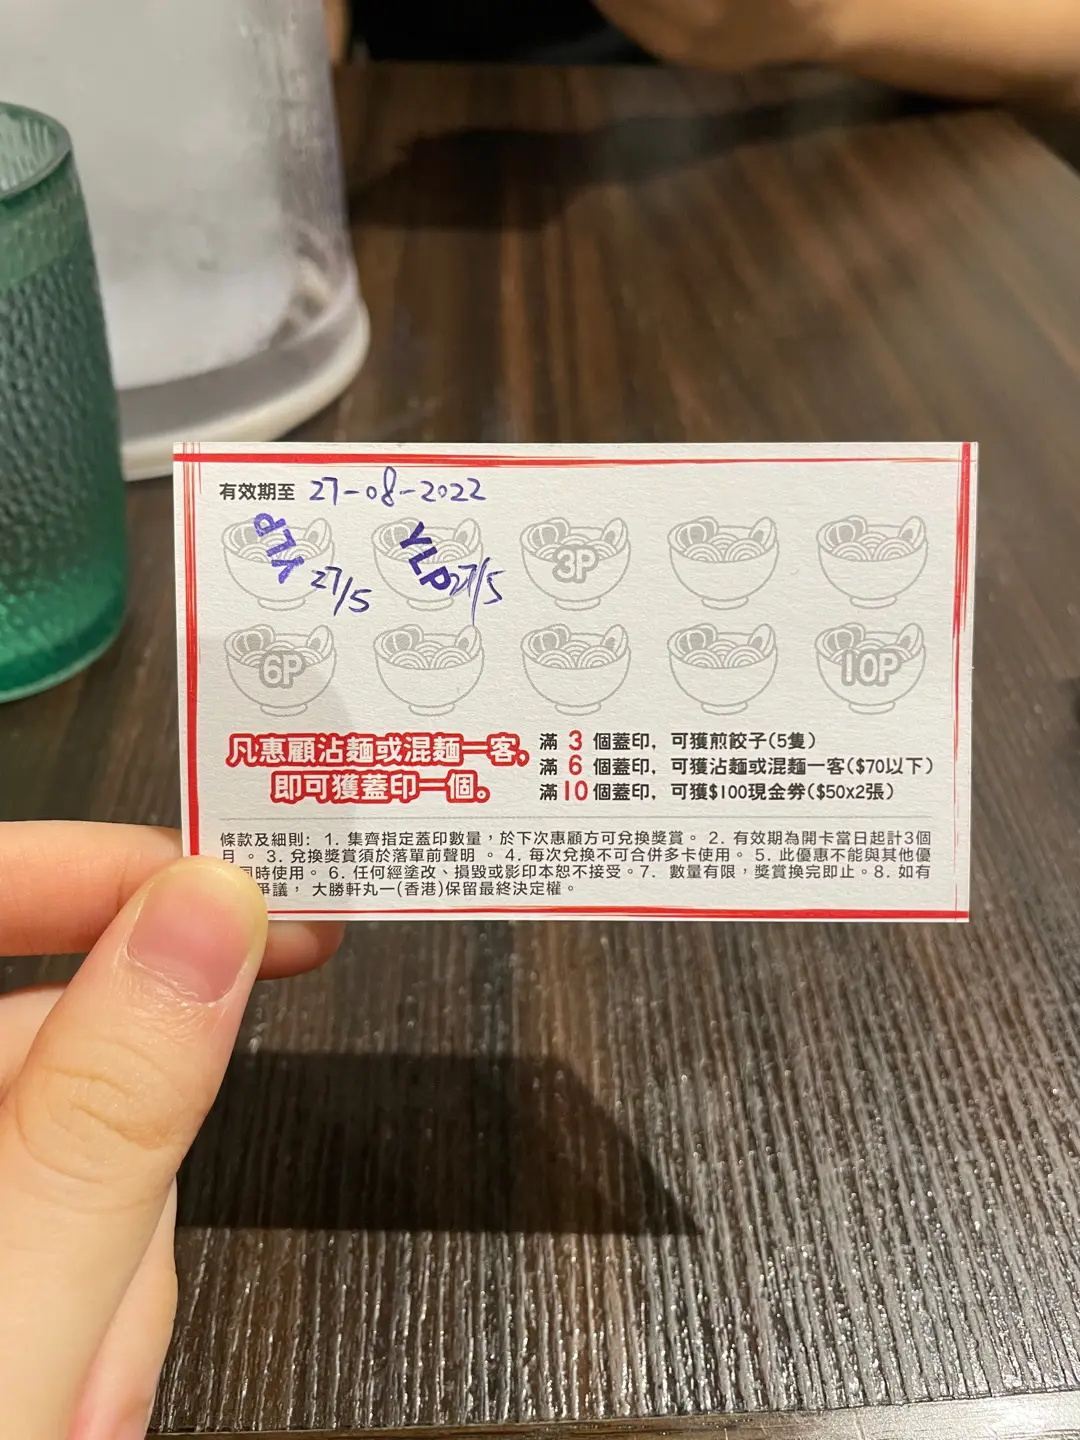 有效期至 27-08-2022
YLP 27/5 YLP 27/5 3P
6P 10P
凡惠顧沾麵或混麵一客,
即可獲蓋印一個。
滿 3 個蓋印, 可獲煎餃子(5隻)
滿 6 個蓋印, 可獲沾麵或混麵一客($70以下)
滿 10 個蓋印, 可獲$100現金券($50x2張)
條款及細則: 1. 集齊指定蓋印數量,於下次惠顧方可兌換獎賞。 2. 有效期為開卡當日起計3個
月 。 3. 兌換獎賞須於落單前聲明 。 4. 每次兌換不可合併多卡使用。 5. 此優惠不能與其他優
同時使用。 6. 任何經塗改、損毀或影印本恕不接受。7. 數量有限,獎賞換完即止。8. 如有
爭議, 大勝軒丸一(香港)保留最終決定權。